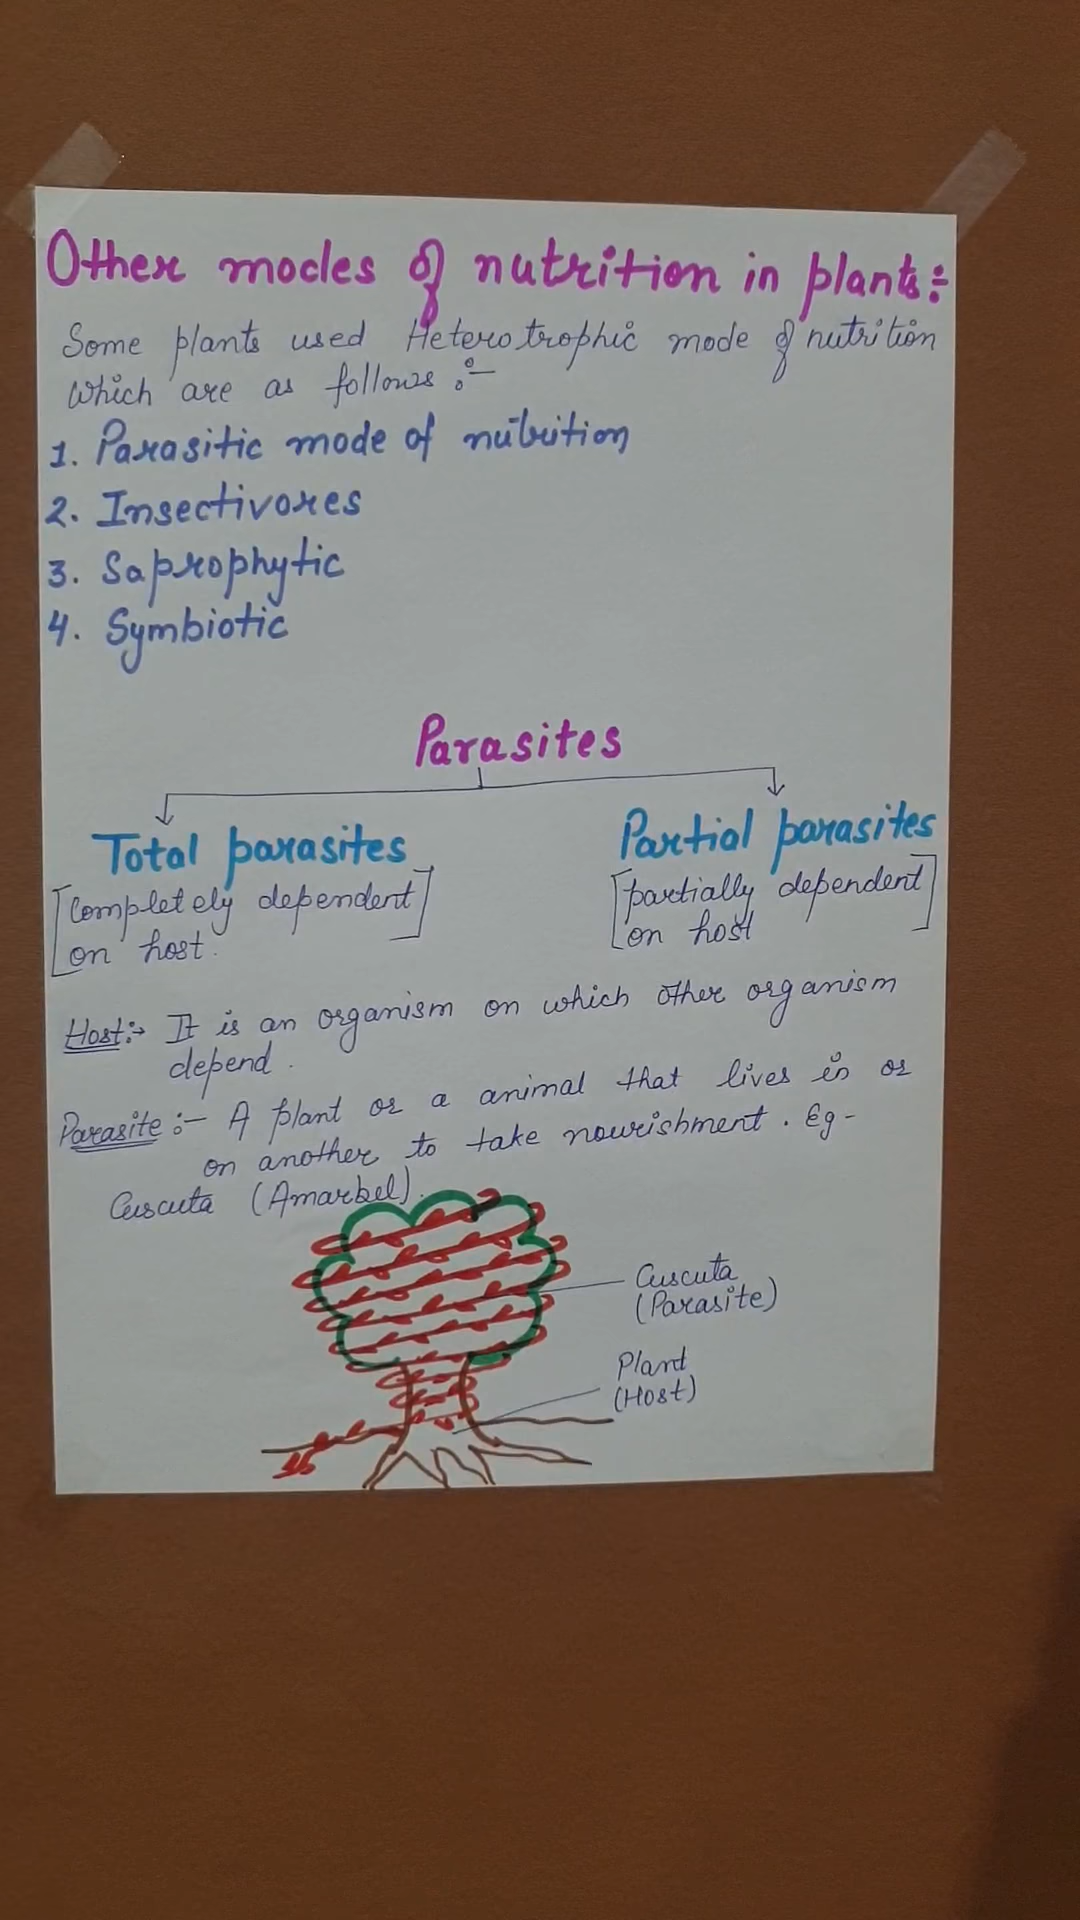 Other modes of nutrition in plants:-
Some plants used Heterotrophic mode of nutrition
which are as follows :-
1. Parasitic mode of nutrition
2. Insectivores
3. Saprophytic
4. Symbiotic
Parasites
Total parasites
[Completely dependent]
on host.
Partial parasites
[partially dependent]
on host
Host:→ It is an organism on which other organism
depend.
Parasite :- A plant or a animal that lives in or
on another to take nourishment. Eg-
Cuscuta (Amarbel).
Cuscuta
(Parasite)
Plant
(Host)